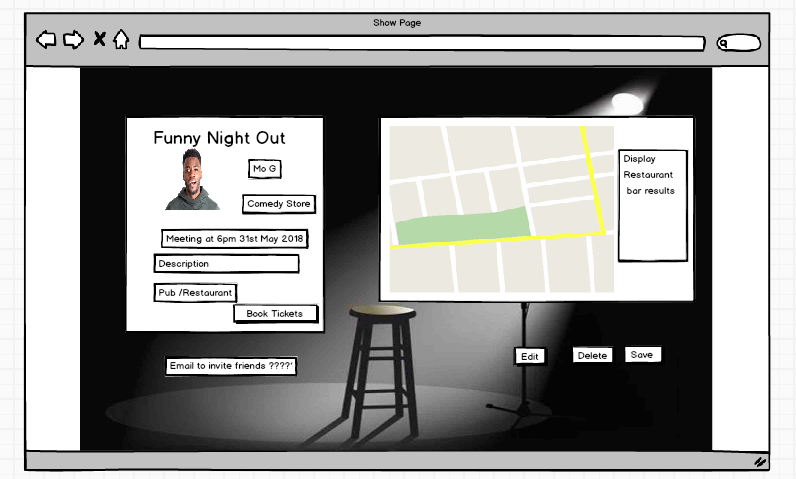 Show Page
Funny Night Out
Mo G
Comedy Store
Meeting at 6pm 31st May 2018
Description
Pub /Restaurant
Book Tickets
Email to invite friends ????'
Display
Restaurant
bar results
Edit
Delete
Save